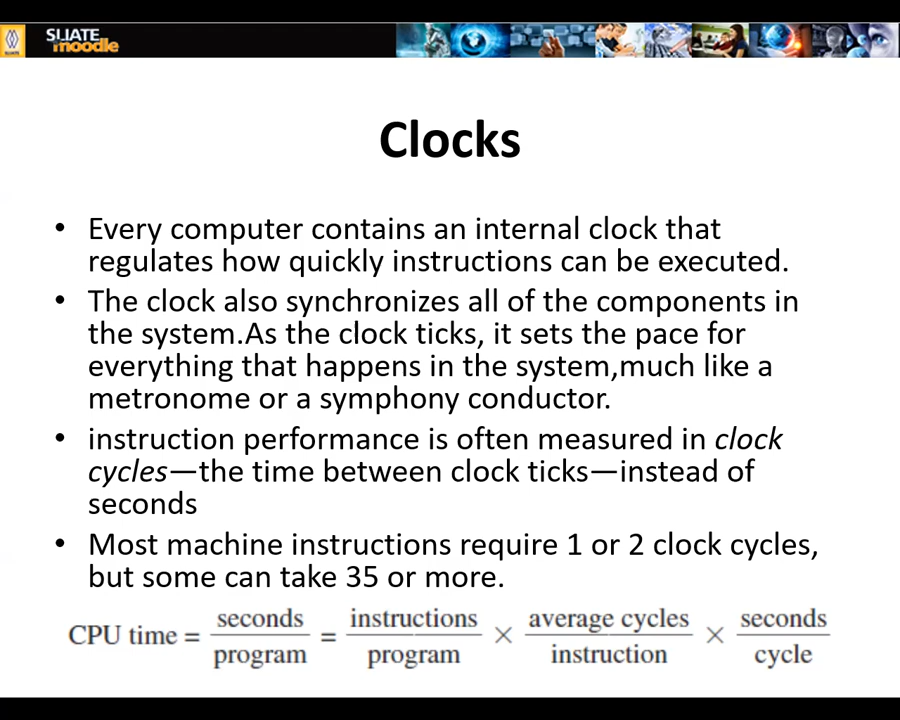 SLIATE
moodle
Clocks
• Every computer contains an internal clock that
regulates how quickly instructions can be executed.
• The clock also synchronizes all of the components in
the system.As the clock ticks, it sets the pace for
everything that happens in the system,much like a
metronome or a symphony conductor.
• instruction performance is often measured in clock
cycles—the time between clock ticks—instead of
seconds
• Most machine instructions require 1 or 2 clock cycles,
but some can take 35 or more.
CPU time = seconds/program = instructions/program × average cycles/instruction × seconds/cycle